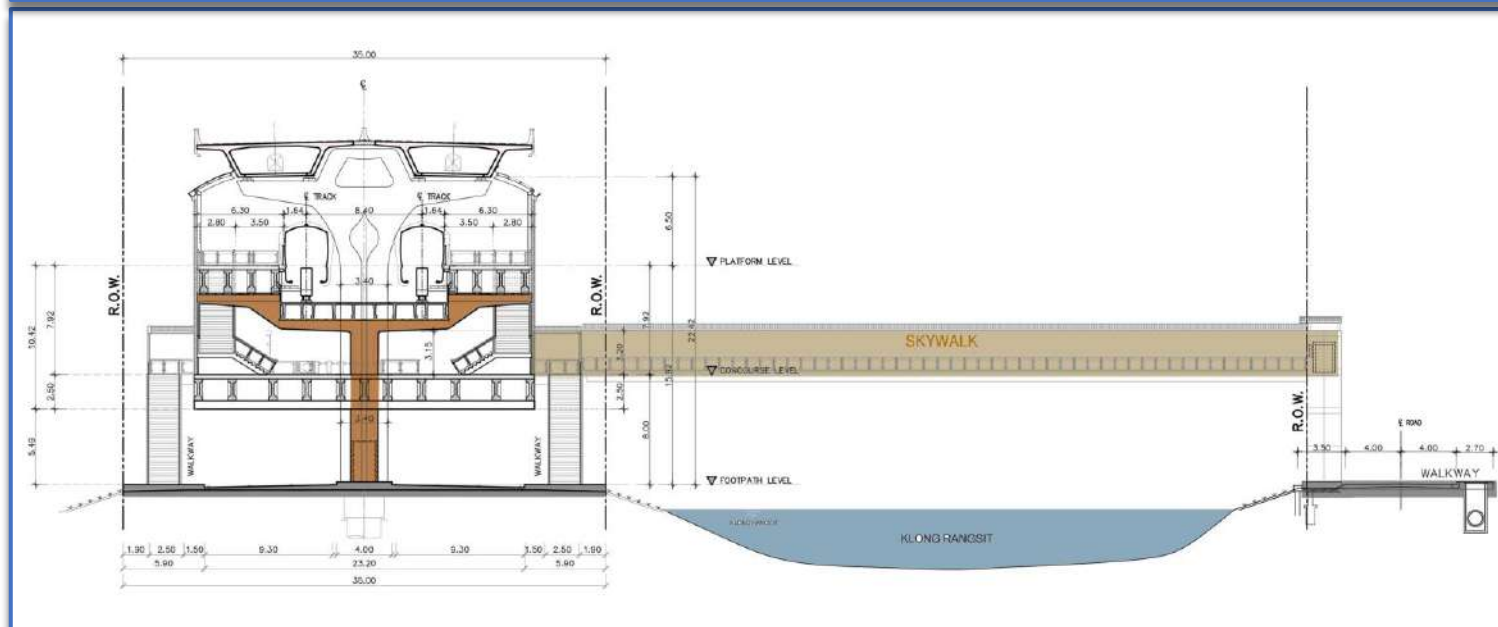 35.00
℄
℄ TRACK
℄ TRACK
6.30
1.64
8.40
1.64
6.30
2.80
3.50
3.50
2.80
6.50
PLATFORM LEVEL
R.O.W.
R.O.W.
3.40
10.42
7.92
7.92
22.42
3.15
3.20
SKYWALK
CONCOURSE LEVEL
15.92
2.50
2.50
R.O.W.
3.40
5.49
8.00
WALKWAY
WALKWAY
℄ ROAD
3.50
4.00
4.00
2.70
WALKWAY
FOOTPATH LEVEL
KLONG RANGSIT
KLONG RANGSIT
1.90
2.50
1.50
9.30
4.00
9.30
1.50
2.50
1.90
5.90
23.20
5.90
35.00